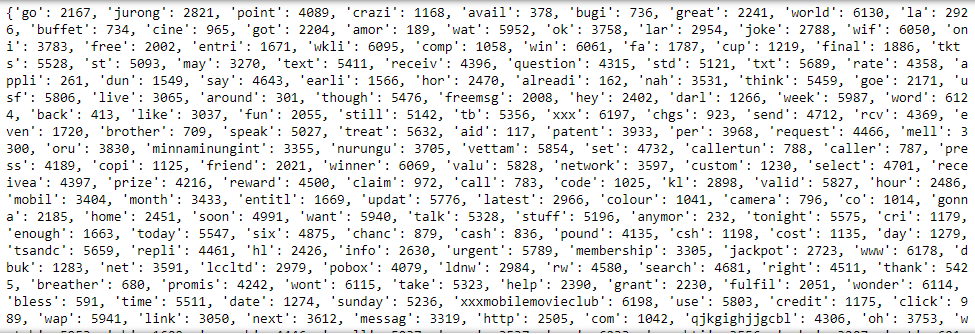 {'go': 2167, 'jurong': 2821, 'point': 4089, 'crazi': 1168, 'avail': 378, 'bugi': 736, 'great': 2241, 'world': 6130, 'la': 292
6, 'buffet': 734, 'cine': 965, 'got': 2204, 'amor': 189, 'wat': 5952, 'ok': 3758, 'lar': 2954, 'joke': 2788, 'wif': 6050, 'on
i': 3783, 'free': 2002, 'entri': 1671, 'wkli': 6095, 'comp': 1058, 'win': 6061, 'fa': 1787, 'cup': 1219, 'final': 1886, 'tkt
s': 5528, 'st': 5093, 'may': 3270, 'text': 5411, 'receiv': 4396, 'question': 4315, 'std': 5121, 'txt': 5689, 'rate': 4358, 'a
ppli': 261, 'dun': 1549, 'say': 4643, 'earli': 1566, 'hor': 2470, 'alreadi': 162, 'nah': 3531, 'think': 5459, 'goe': 2171, 'u
sf': 5806, 'live': 3065, 'around': 301, 'though': 5476, 'freemsg': 2008, 'hey': 2402, 'darl': 1266, 'week': 5987, 'word': 612
4, 'back': 413, 'like': 3037, 'fun': 2055, 'still': 5142, 'tb': 5356, 'xxx': 6197, 'chgs': 923, 'send': 4712, 'rcv': 4369, 'e
ven': 1720, 'brother': 709, 'speak': 5027, 'treat': 5632, 'aid': 117, 'patent': 3933, 'per': 3968, 'request': 4466, 'mell': 3
300, 'oru': 3830, 'minnaminungint': 3355, 'nurungu': 3705, 'vettam': 5854, 'set': 4732, 'callertun': 788, 'caller': 787, 'pre
ss': 4189, 'copi': 1125, 'friend': 2021, 'winner': 6069, 'valu': 5828, 'network': 3597, 'custom': 1230, 'select': 4701, 'rece
ivea': 4397, 'prize': 4216, 'reward': 4500, 'claim': 972, 'call': 783, 'code': 1025, 'kl': 2898, 'valid': 5827, 'hour': 2486,
'mobil': 3404, 'month': 3433, 'entitl': 1669, 'updat': 5776, 'latest': 2966, 'colour': 1041, 'camera': 796, 'co': 1014, 'gonn
a': 2185, 'home': 2451, 'soon': 4991, 'want': 5940, 'talk': 5328, 'stuff': 5196, 'anymor': 232, 'tonight': 5575, 'cri': 1179,
'enough': 1663, 'today': 5547, 'six': 4875, 'chanc': 879, 'cash': 836, 'pound': 4135, 'csh': 1198, 'cost': 1135, 'day': 1279,
'tsandc': 5659, 'repli': 4461, 'hl': 2426, 'info': 2630, 'urgent': 5789, 'membership': 3305, 'jackpot': 2723, 'www': 6178, 'd
buk': 1283, 'net': 3591, 'lccltd': 2979, 'pobox': 4079, 'ldnw': 2984, 'rw': 4580, 'search': 4681, 'right': 4511, 'thank': 542
5, 'breather': 680, 'promis': 4242, 'wont': 6115, 'take': 5323, 'help': 2390, 'grant': 2230, 'fulfil': 2051, 'wonder': 6114,
'bless': 591, 'time': 5511, 'date': 1274, 'sunday': 5236, 'xxxmobilemovieclub': 6198, 'use': 5803, 'credit': 1175, 'click': 9
89, 'wap': 5941, 'link': 3050, 'next': 3612, 'messag': 3319, 'http': 2505, 'com': 1042, 'qjkgighjjgcbl': 4306, 'oh': 3753, 'w